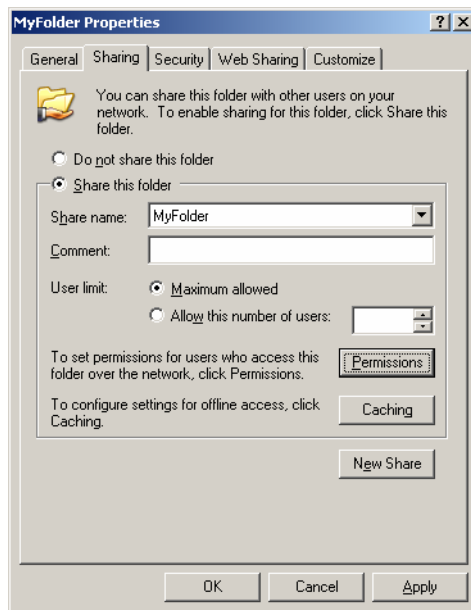 MyFolder Properties
General Sharing Security Web Sharing Customize
You can share this folder with other users on your
network. To enable sharing for this folder, click Share this
folder.
Do not share this folder
Share this folder
Share name: MyFolder
Comment:
User limit: Maximum allowed
Allow this number of users:
To set permissions for users who access this
folder over the network, click Permissions.
Permissions
To configure settings for offline access, click
Caching.
Caching
New Share
OK Cancel Apply